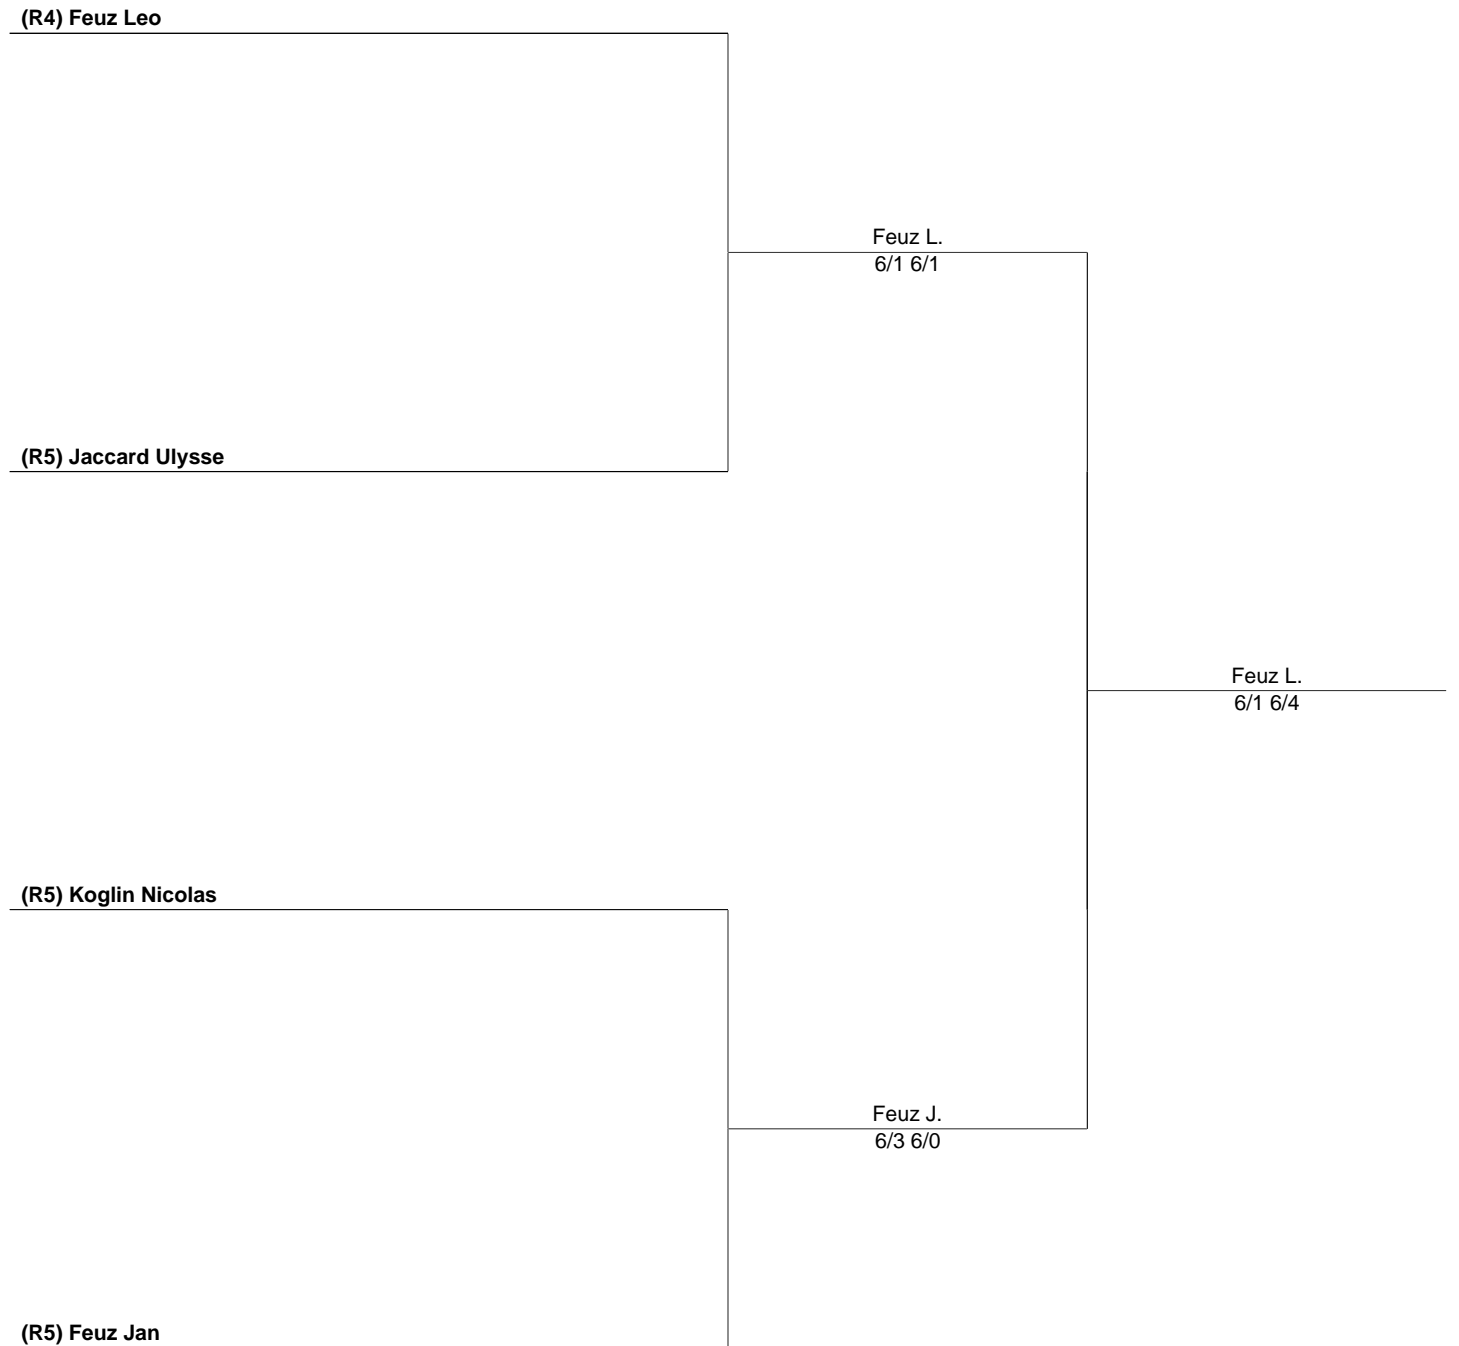 (R4) Feuz Leo
Feuz L.
6/1 6/1
(R5) Jaccard Ulysse
Feuz L.
6/1 6/4
(R5) Koglin Nicolas
Feuz J.
6/3 6/0
(R5) Feuz Jan